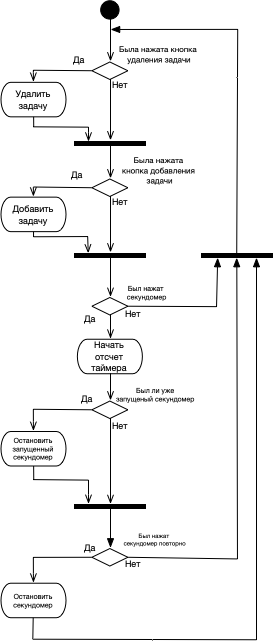 Была нажата кнопка
удаления задачи
Да
Нет
Удалить
задачу
Была нажата
кнопка добавления
задачи
Да
Нет
Добавить
задачу
Был нажат
секундомер
Да
Нет
Начать
отсчет
таймера
Был ли уже
запущеный секундомер
Да
Нет
Остановить
запущенный
секундомер
Был нажат
секундомер повторно
Да
Нет
Остановить
секундомер